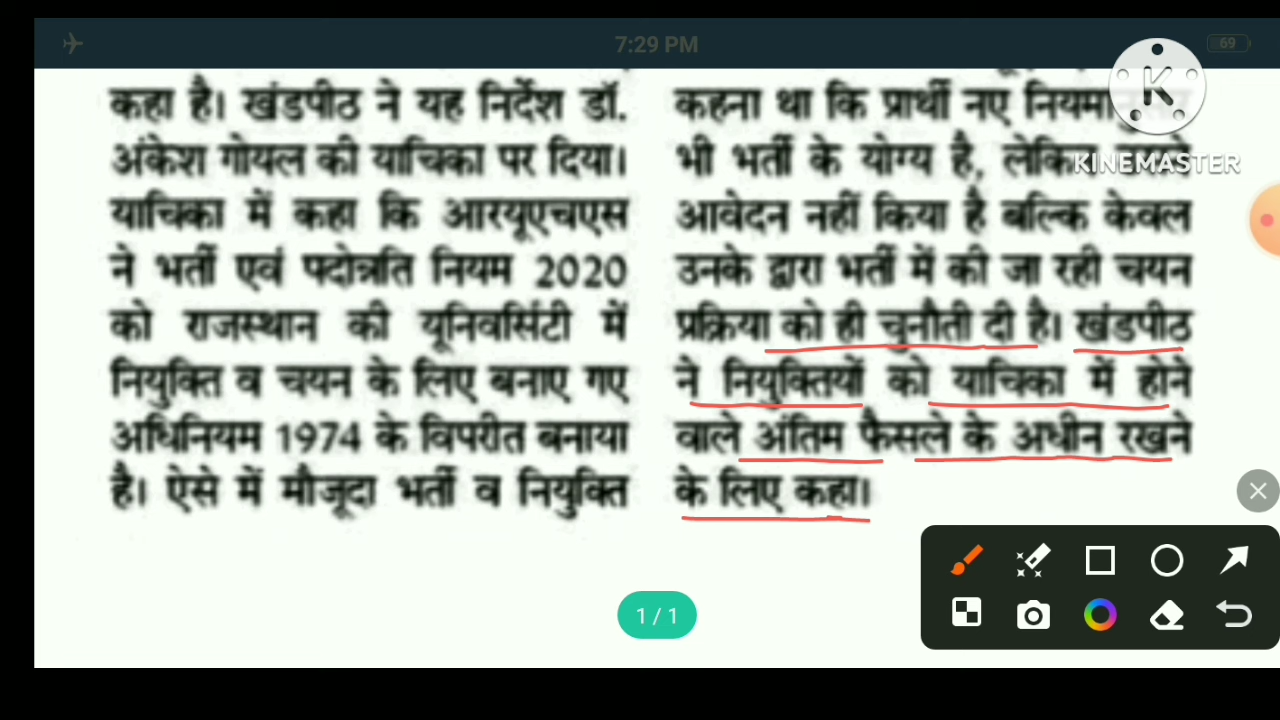 7:29 PM
69
कहा है। खंडपीठ ने यह निर्देश डॉ.
अंकेश गोयल की याचिका पर दिया।
याचिका में कहा कि आरयूएचएस
ने भर्ती एवं पदोन्नति नियम 2020
को राजस्थान की यूनिवर्सिटी में
नियुक्ति व चयन के लिए बनाए गए
अधिनियम 1974 के विपरीत बनाया
है। ऐसे में मौजूदा भर्ती व नियुक्ति
कहना था कि प्रार्थी नए
भी भर्ती के योग्य है, लेकिन
आवेदन नहीं किया है बल्कि केवल
उनके द्वारा भर्ती में की जा रही चयन
प्रक्रिया को ही चुनौती दी है। खंडपीठ
ने नियुक्तियों को याचिका में होने
वाले अंतिम फैसले के अधीन रखने
के लिए कहा।
K
KINEMASTER
1 / 1